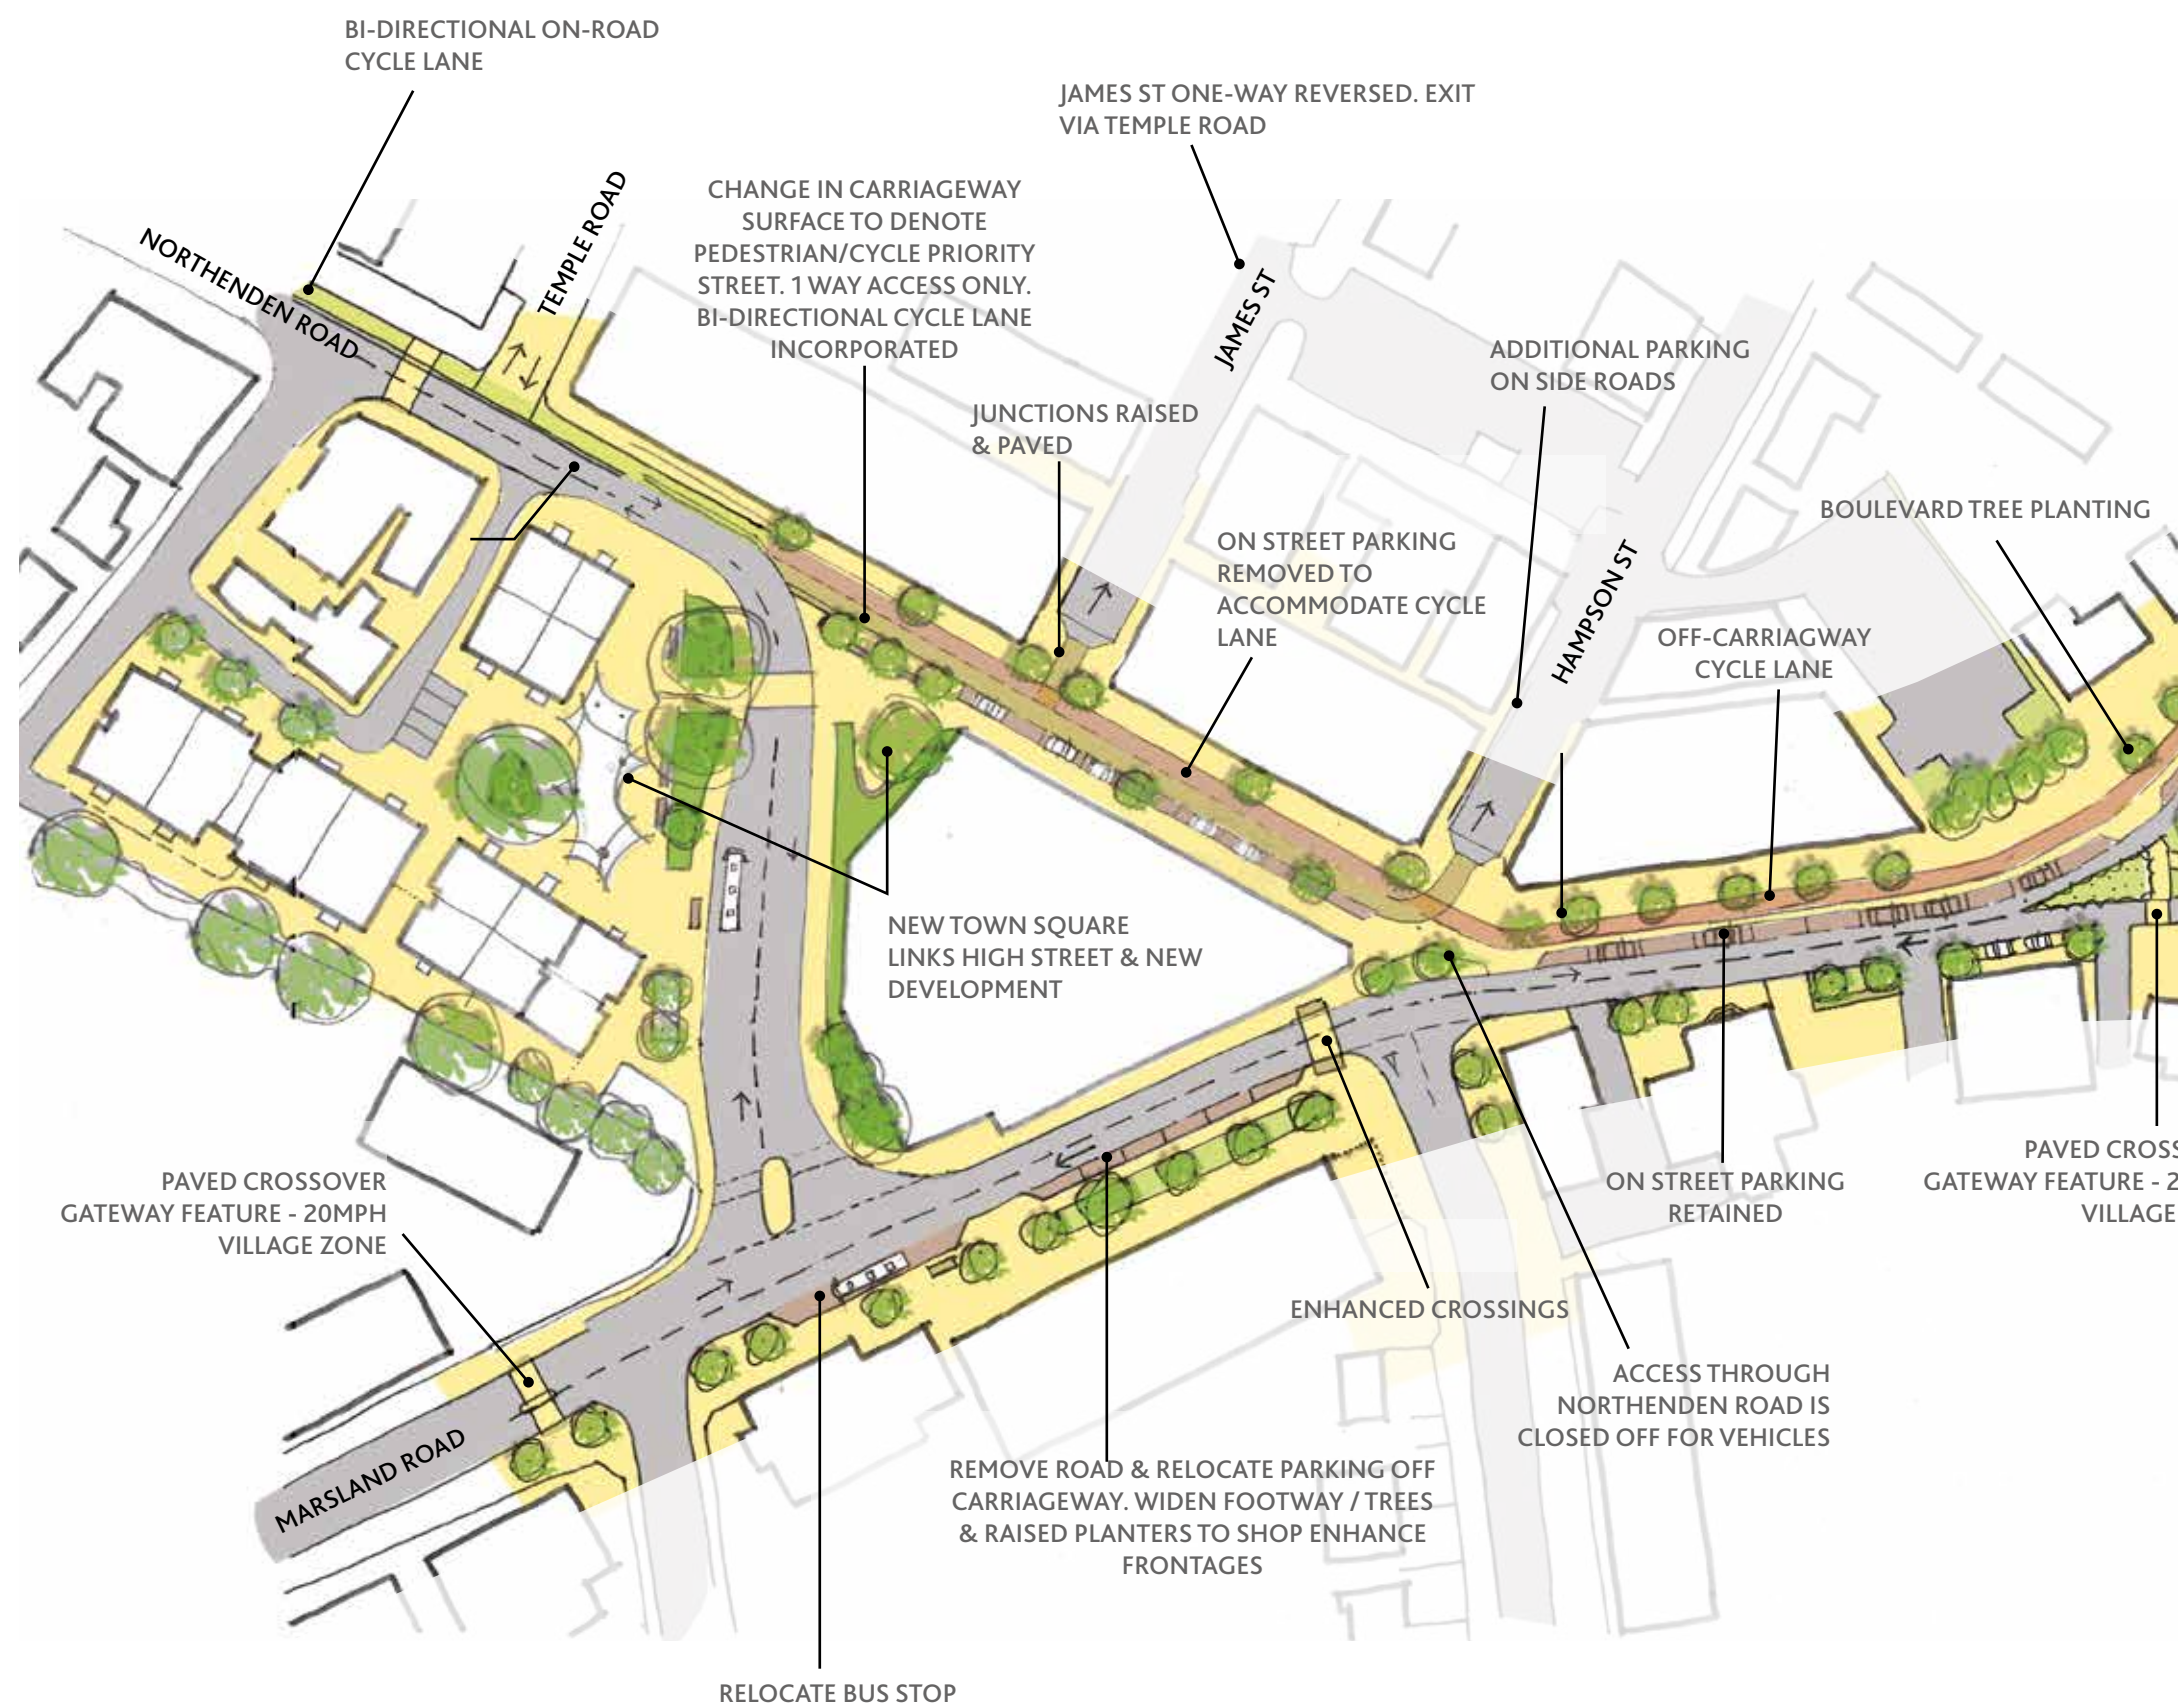 BI-DIRECTIONAL ON-ROAD
CYCLE LANE
JAMES ST ONE-WAY REVERSED. EXIT
VIA TEMPLE ROAD
CHANGE IN CARRIAGEWAY
SURFACE TO DENOTE
PEDESTRIAN/CYCLE PRIORITY
STREET. 1 WAY ACCESS ONLY.
BI-DIRECTIONAL CYCLE LANE
INCORPORATED
NORTHENDEN ROAD
TEMPLE ROAD
JAMES ST
JUNCTIONS RAISED
& PAVED
ADDITIONAL PARKING
ON SIDE ROADS
BOULEVARD TREE PLANTING
ON STREET PARKING
REMOVED TO
ACCOMMODATE CYCLE
LANE
HAMPSON ST
OFF-CARRIAGWAY
CYCLE LANE
NEW TOWN SQUARE
LINKS HIGH STREET & NEW
DEVELOPMENT
PAVED CROSSOVER
GATEWAY FEATURE - 20MPH
VILLAGE ZONE
ON STREET PARKING
RETAINED
PAVED CROSS
GATEWAY FEATURE - 2
VILLAGE
ENHANCED CROSSINGS
ACCESS THROUGH
NORTHENDEN ROAD IS
CLOSED OFF FOR VEHICLES
MARSLAND ROAD
REMOVE ROAD & RELOCATE PARKING OFF
CARRIAGEWAY. WIDEN FOOTWAY / TREES
& RAISED PLANTERS TO SHOP ENHANCE
FRONTAGES
RELOCATE BUS STOP